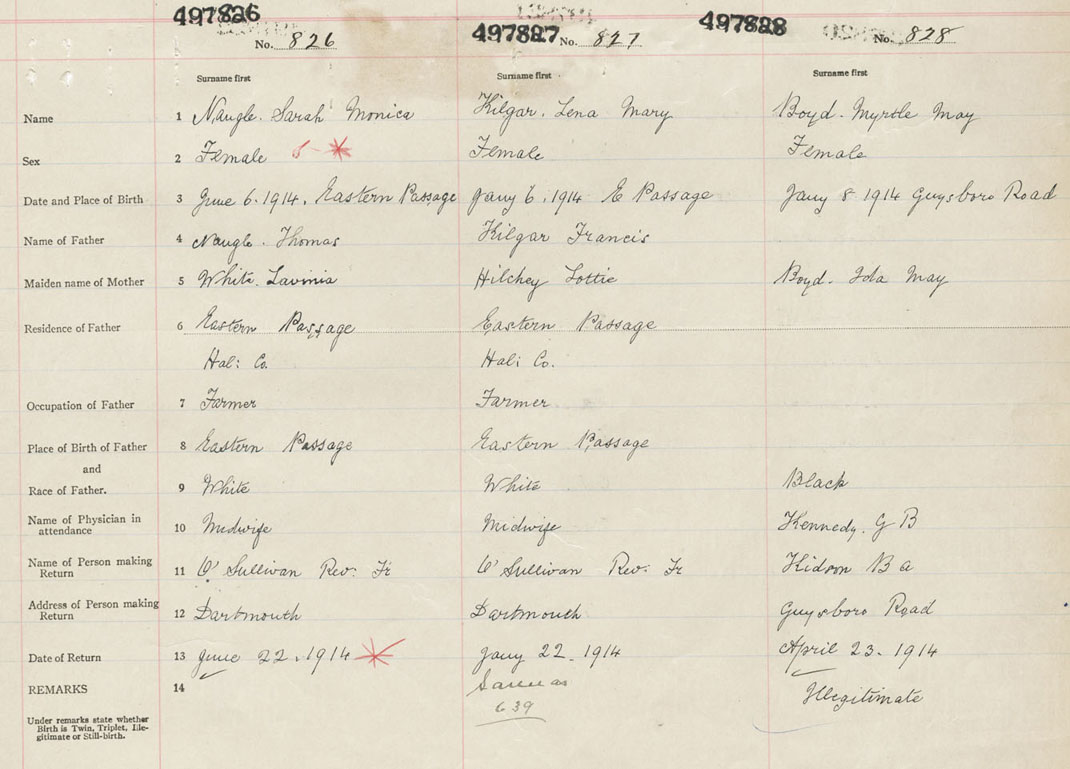 497826
497827
497828
No. 826
No. 827
No. 828
Surname first
Surname first
Surname first
Name 1 Naugle. Sarah Monica
Kilgar. Lena Mary
Boyd. Myrtle May
Sex 2 Female
Female
Female
Date and Place of Birth 3 June 6. 1914. Eastern Passage
Jany 6. 1914 E Passage
Jany 8 1914 Guysboro Road
Name of Father 4 Naugle. Thomas
Kilgar Francis
Maiden name of Mother 5 White. Lavinia
Hilchey Lottie
Boyd. Ida May
Residence of Father 6 Eastern Passage
Eastern Passage
Hal: Co.
Hal: Co.
Occupation of Father 7 Farmer
Farmer
Place of Birth of Father 8 Eastern Passage
Eastern Passage
and
Race of Father. 9 White
White
Black
Name of Physician in
attendance 10 Midwife
Midwife
Kennedy. G B
Name of Person making
Return 11 O' Sullivan Rev. Fr
O' Sullivan Rev. Fr
Hidson B a
Address of Person making
Return 12 Dartmouth
Dartmouth
Guysboro Road
Date of Return 13 June 22. 1914
Jany 22. 1914
April 23. 1914
REMARKS 14
Same as
639
Illegitimate
Under remarks state whether
Birth is Twin, Triplet, Ille-
gitimate or Still-birth.